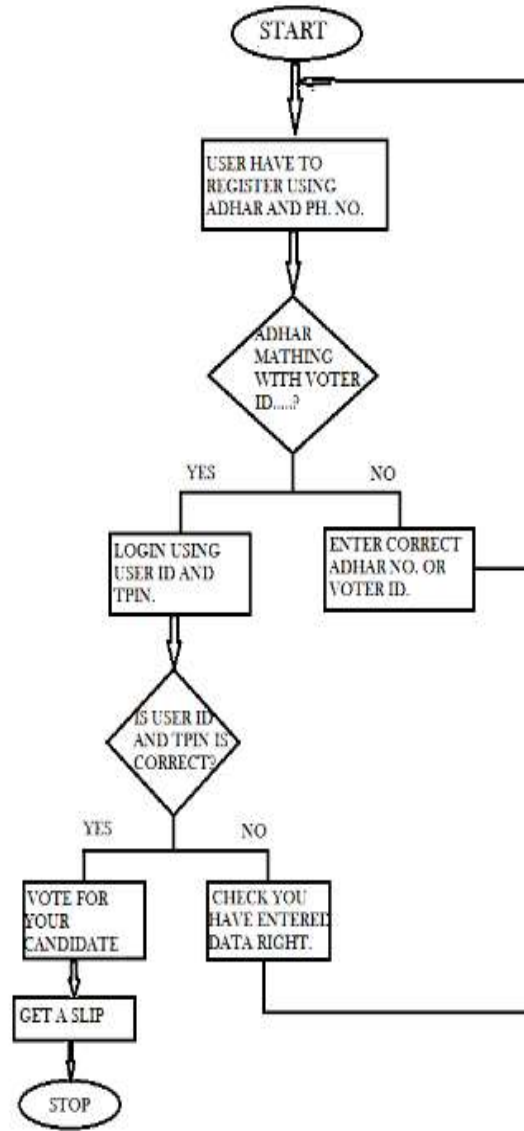 START
USER HAVE TO
REGISTER USING
ADHAR AND PH. NO.
ADHAR
MATHING
WITH VOTER
ID.....?
YES
NO
LOGIN USING
USER ID AND
TPIN.
ENTER CORRECT
ADHAR NO. OR
VOTER ID.
IS USER ID
AND TPIN IS
CORRECT?
YES
NO
VOTE FOR
YOUR
CANDIDATE
CHECK YOU
HAVE ENTERED
DATA RIGHT.
GET A SLIP
STOP